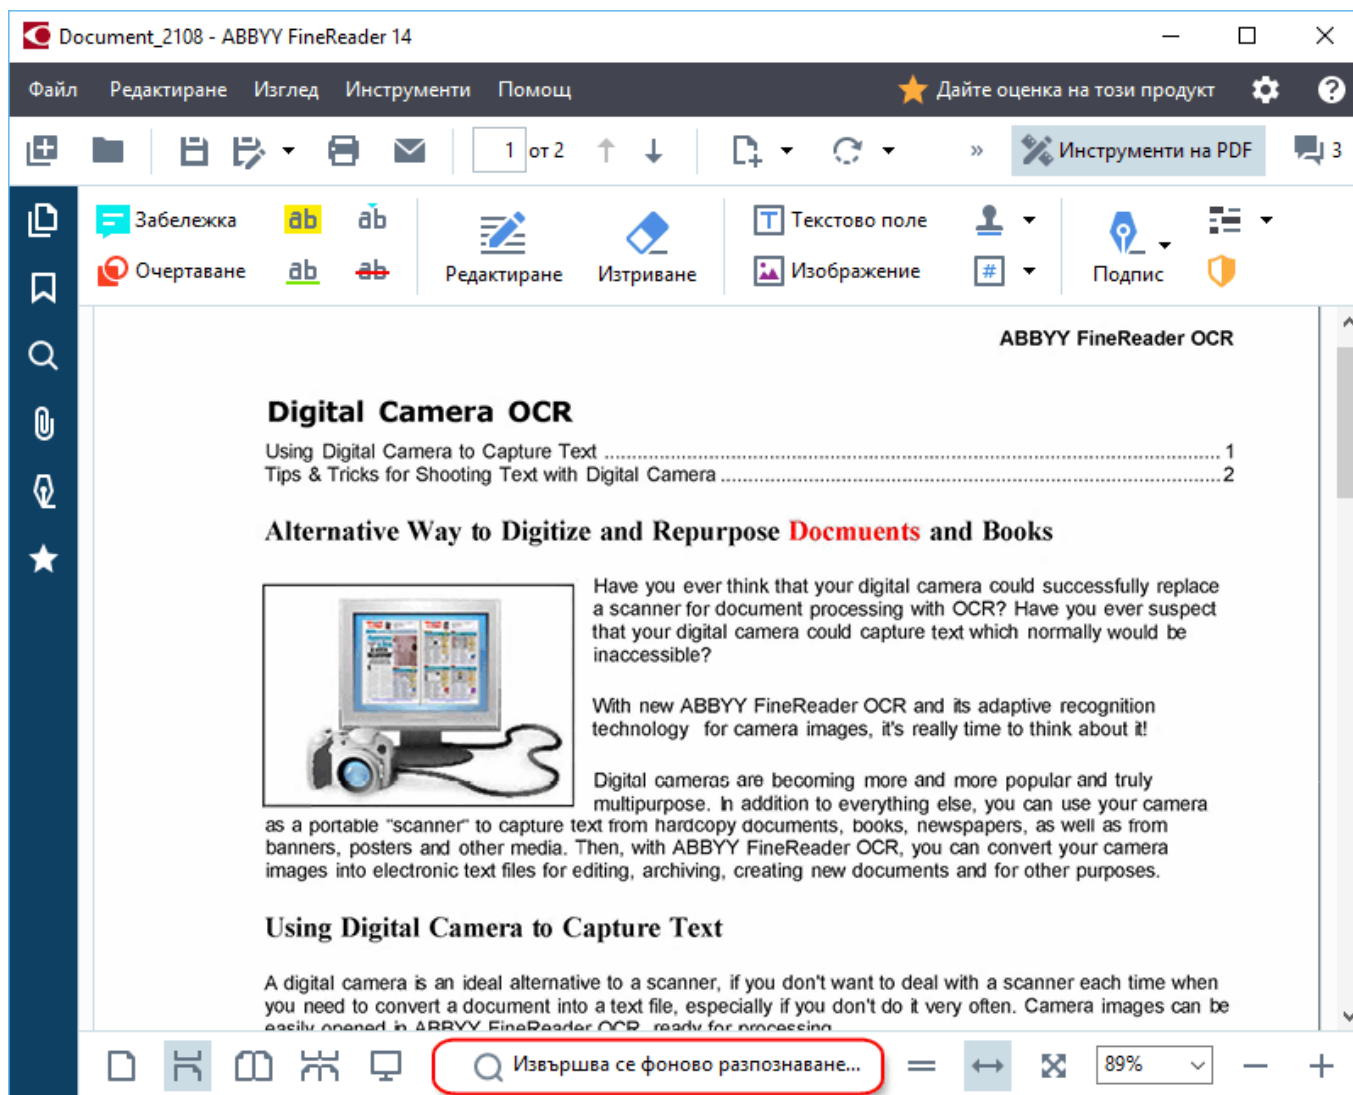 Document_2108 - ABBYY FineReader 14
Файл Редактиране Изглед Инструменти Помощ Дайте оценка на този продукт
1 от 2 » Инструменти на PDF 3
Забележка ab ab Текстово поле
Очертаване ab ab Редактиране Изтриване Изображение # Подпис
ABBYY FineReader OCR
Digital Camera OCR
Using Digital Camera to Capture Text 1
Tips & Tricks for Shooting Text with Digital Camera 2
Alternative Way to Digitize and Repurpose Docmuents and Books
Have you ever think that your digital camera could successfully replace
a scanner for document processing with OCR? Have you ever suspect
that your digital camera could capture text which normally would be
inaccessible?
With new ABBYY FineReader OCR and its adaptive recognition
technology for camera images, it's really time to think about it!
Digital cameras are becoming more and more popular and truly
multipurpose. In addition to everything else, you can use your camera
as a portable "scanner" to capture text from hardcopy documents, books, newspapers, as well as from
banners, posters and other media. Then, with ABBYY FineReader OCR, you can convert your camera
images into electronic text files for editing, archiving, creating new documents and for other purposes.
Using Digital Camera to Capture Text
A digital camera is an ideal alternative to a scanner, if you don't want to deal with a scanner each time when
you need to convert a document into a text file, especially if you don't do it very often. Camera images can be
easily opened in ABBYY FineReader OCR, ready for processing
Извършва се фоново разпознаване... 89%